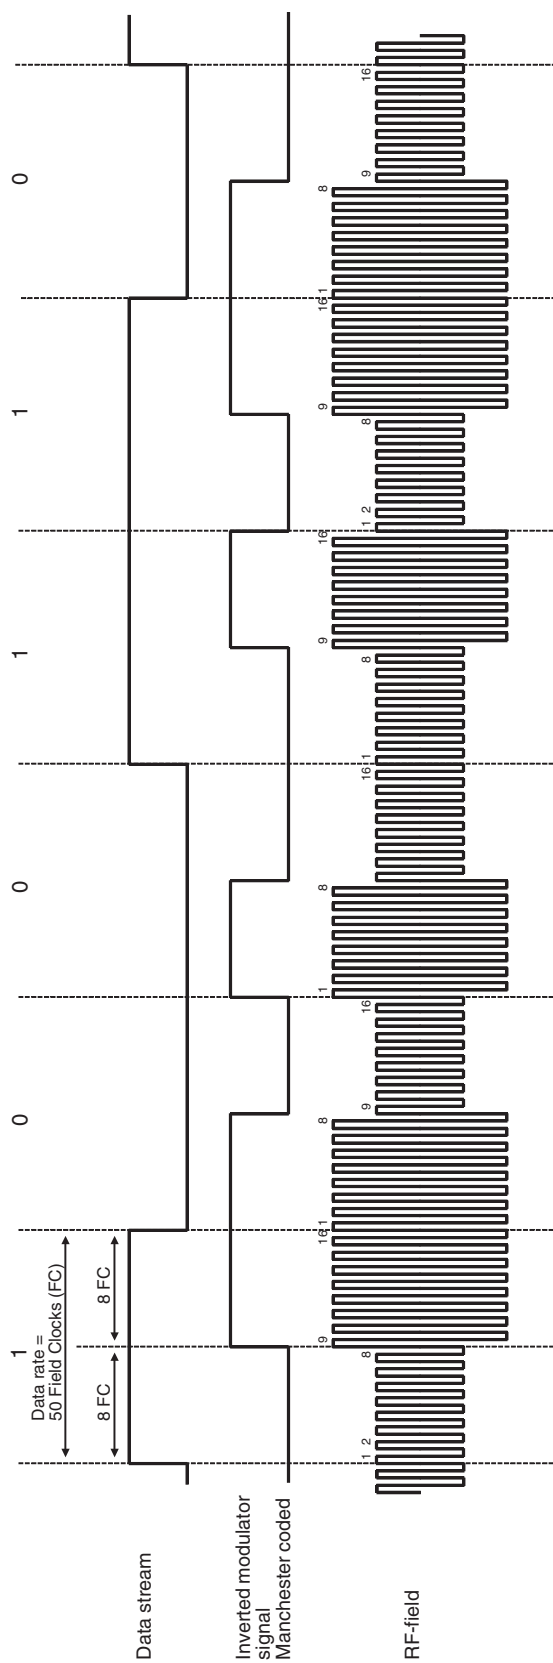 1 0 0 1 1 0
Data rate =
50 Field Clocks (FC)
8 FC 8 FC
Data stream
Inverted modulator
signal
Manchester coded
9 16 1 8 1 8 9 16 9 16 1 8
1 2 8 9 16 16 1 8 1 2 8 9 16
RF-field